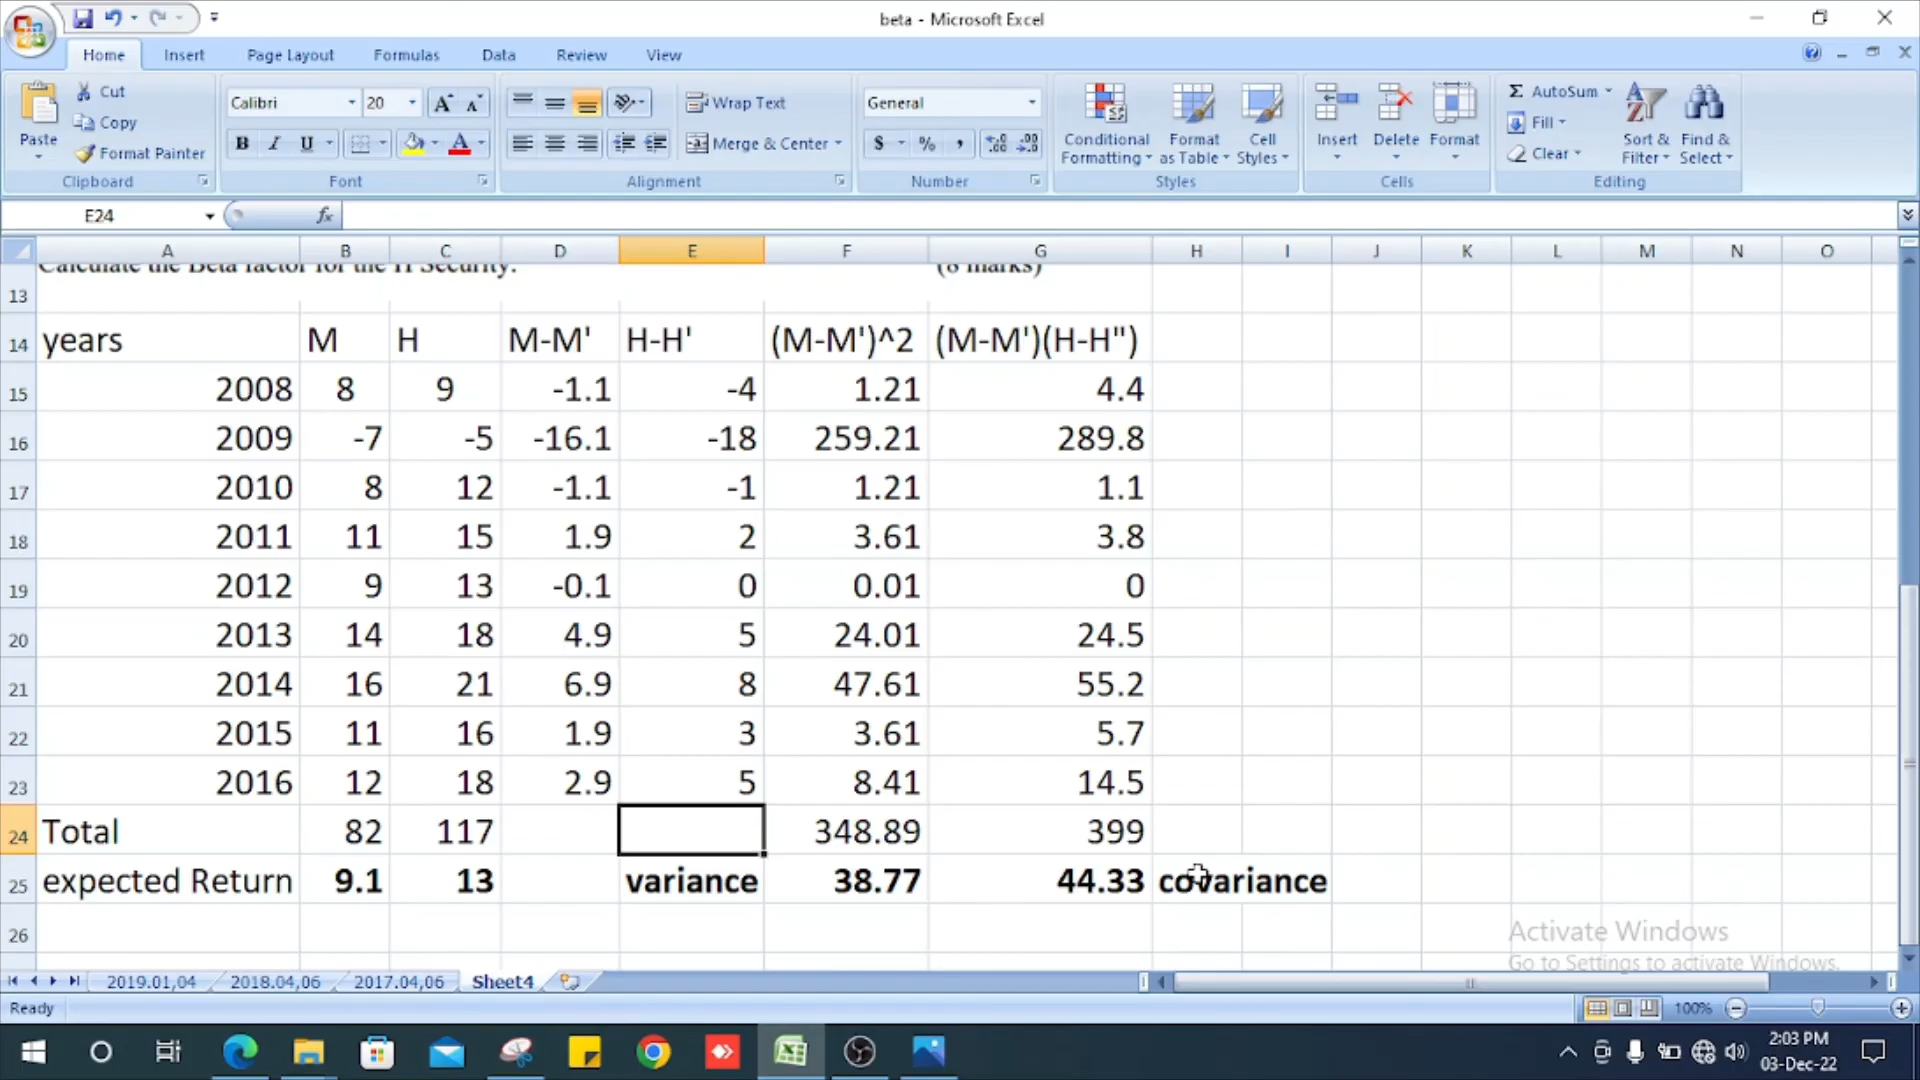 beta - Microsoft Excel
Home Insert Page Layout Formulas Data Review View
Paste
Cut
Copy
Format Painter
Clipboard
Calibri 20
B I U
Font
Wrap Text
Merge & Center
Alignment
General
$ % ,
Number
Conditional Formatting
Format as Table
Cell Styles
Styles
Insert Delete Format
Cells
Σ AutoSum
Fill
Clear
Sort & Filter
Find & Select
Editing
E24 fx
A B C D E F G H I J K L M N O
Calculate the Beta factor for the H Security. (8 marks)
13
14 years M H M-M' H-H' (M-M')^2 (M-M')(H-H")
15 2008 8 9 -1.1 -4 1.21 4.4
16 2009 -7 -5 -16.1 -18 259.21 289.8
17 2010 8 12 -1.1 -1 1.21 1.1
18 2011 11 15 1.9 2 3.61 3.8
19 2012 9 13 -0.1 0 0.01 0
20 2013 14 18 4.9 5 24.01 24.5
21 2014 16 21 6.9 8 47.61 55.2
22 2015 11 16 1.9 3 3.61 5.7
23 2016 12 18 2.9 5 8.41 14.5
24 Total 82 117 348.89 399
25 expected Return 9.1 13 variance 38.77 44.33 covariance
26
Activate Windows
Go to Settings to activate Windows.
2019.01,04 2018.04,06 2017.04,06 Sheet4
Ready 100%
2:03 PM
03-Dec-22